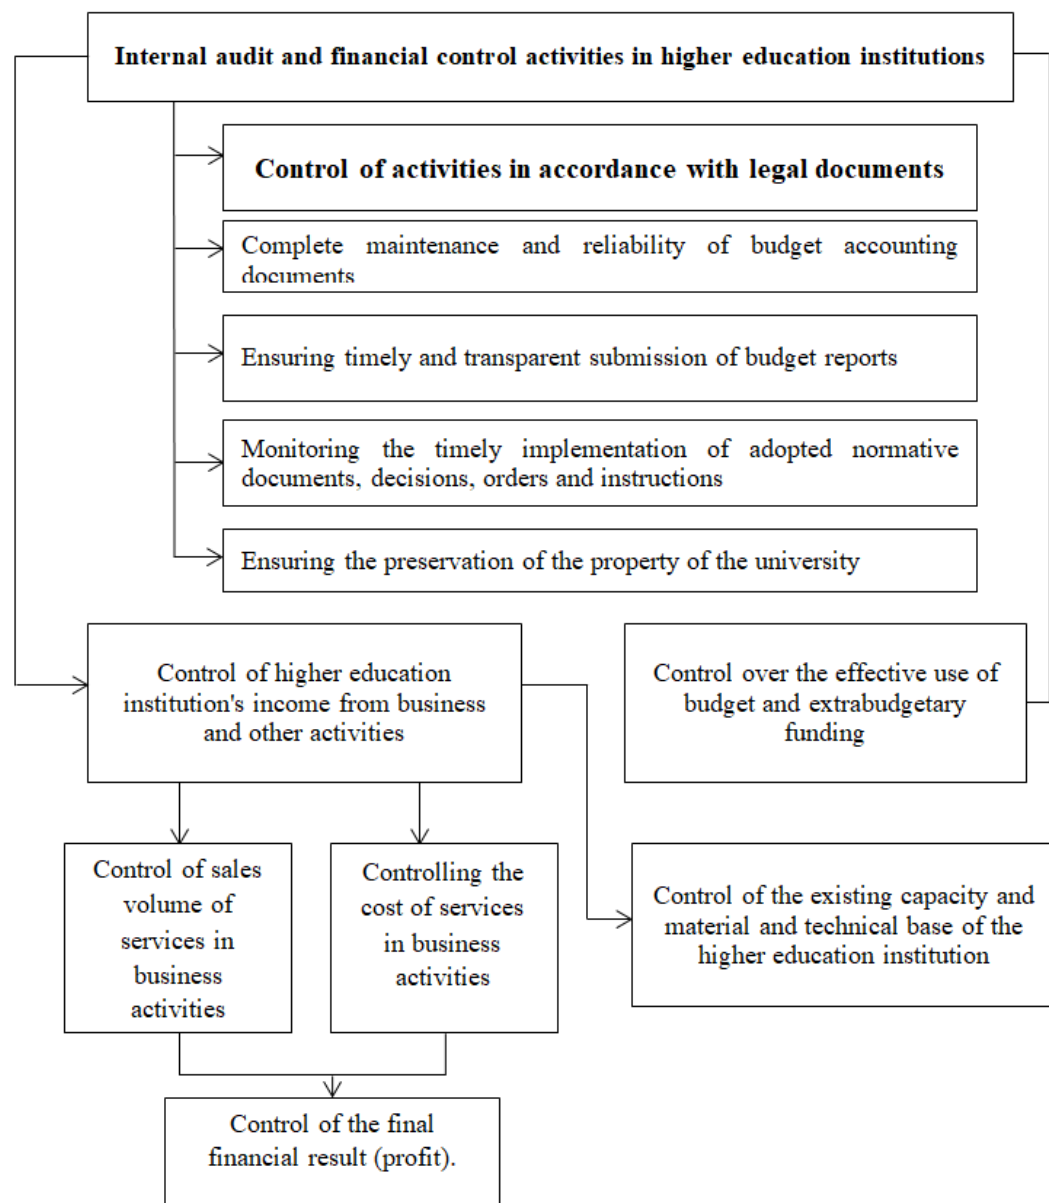 Internal audit and financial control activities in higher education institutions
Control of activities in accordance with legal documents
Complete maintenance and reliability of budget accounting
documents
Ensuring timely and transparent submission of budget reports
Monitoring the timely implementation of adopted normative
documents, decisions, orders and instructions
Ensuring the preservation of the property of the university
Control of higher education
institution's income from business
and other activities
Control over the effective use of
budget and extrabudgetary
funding
Control of sales
volume of
services in
business
activities
Controlling the
cost of services
in business
activities
Control of the existing capacity and
material and technical base of the
higher education institution
Control of the final
financial result (profit).